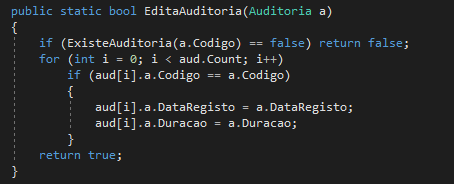 public static bool EditaAuditoria(Auditoria a)
{
if (ExisteAuditoria(a.Codigo) == false) return false;
for (int i = 0; i < aud.Count; i++)
if (aud[i].a.Codigo == a.Codigo)
{
aud[i].a.DataRegisto = a.DataRegisto;
aud[i].a.Duracao = a.Duracao;
}
return true;
}